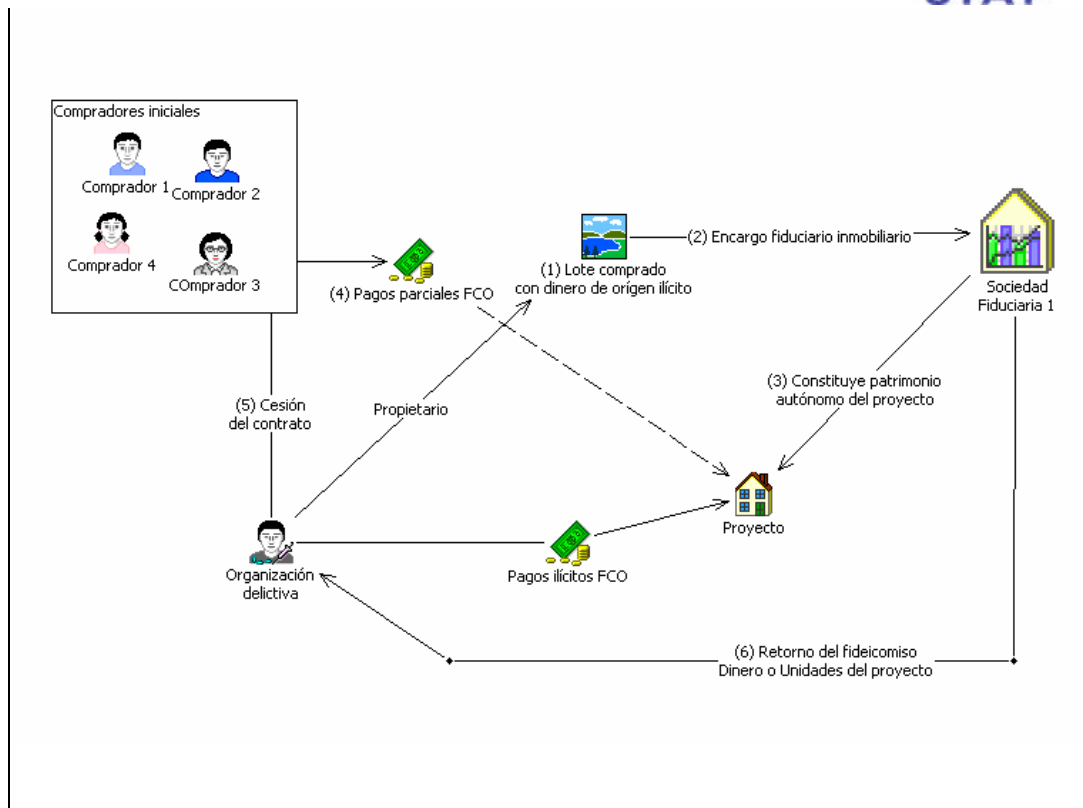 Compradores iniciales
Comprador 1
Comprador 2
Comprador 4
COmprador 3
(4) Pagos parciales FCO
(1) Lote comprado
con dinero de orígen ilícito
(2) Encargo fiduciario inmobiliario
Sociedad
Fiduciaria 1
(3) Constituye patrimonio
autónomo del proyecto
(5) Cesión
del contrato
Propietario
Proyecto
Organización
delictiva
Pagos ilícitos FCO
(6) Retorno del fideicomiso
Dinero o Unidades del proyecto